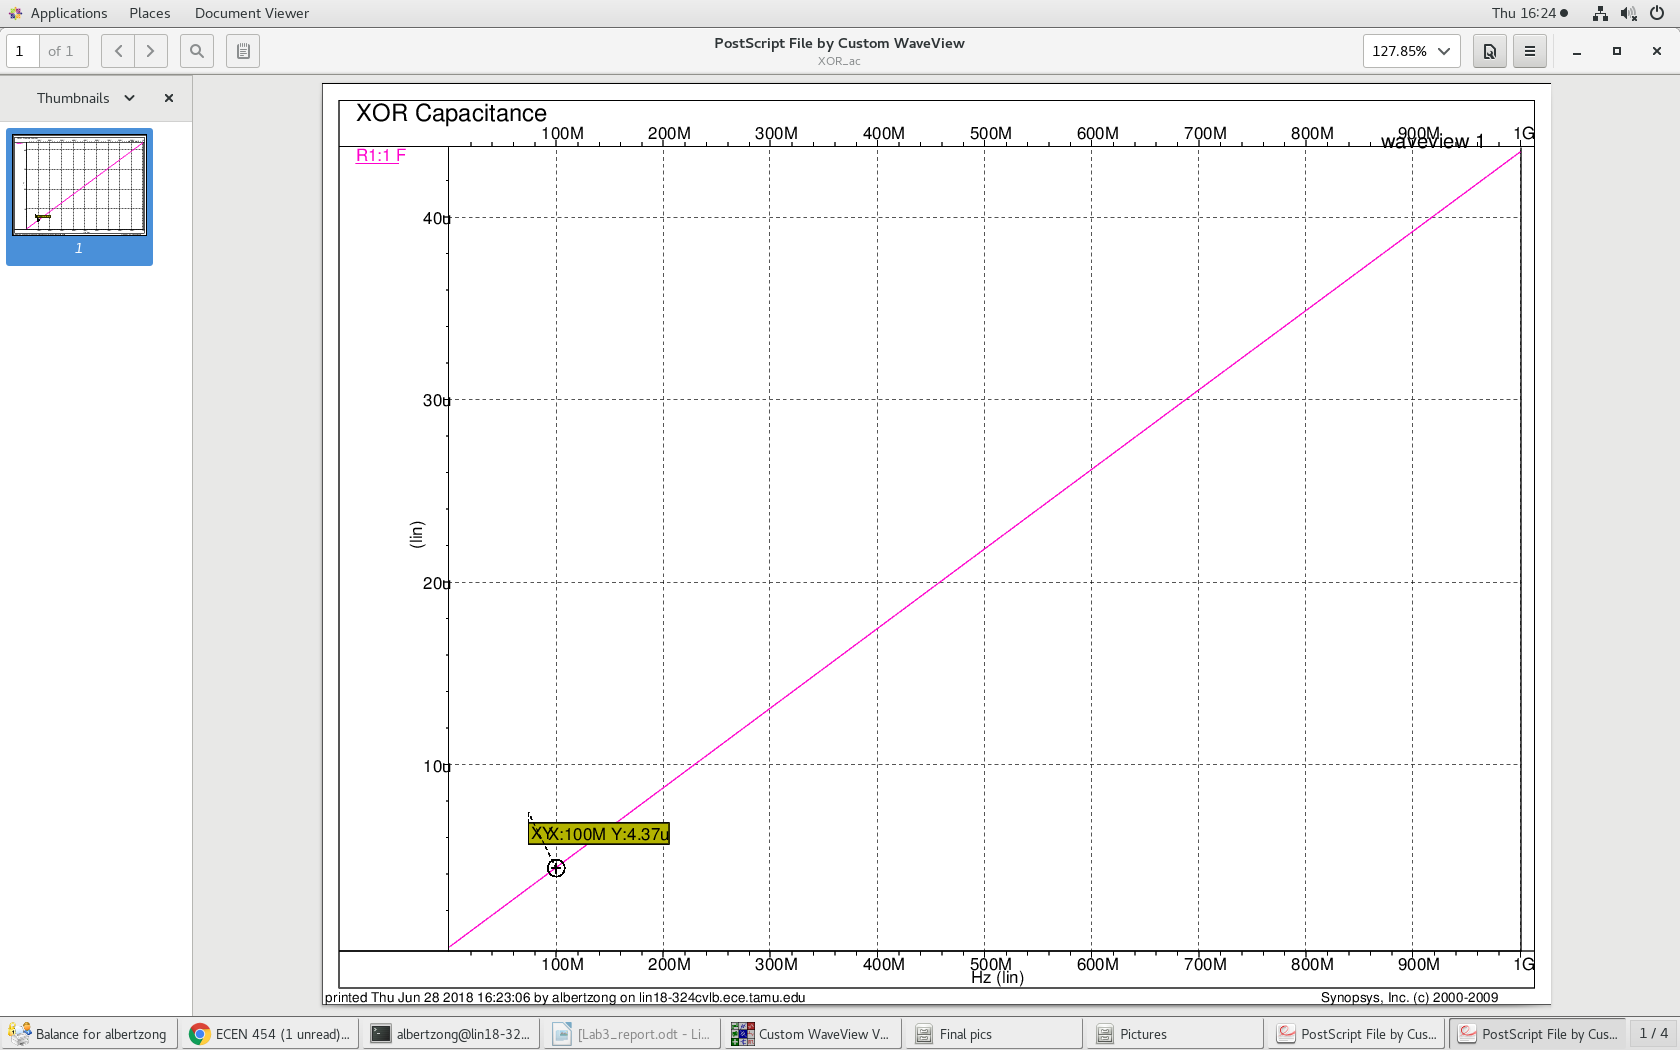 Applications Places Document Viewer Thu 16:24
1 of 1 PostScript File by Custom WaveView 127.85%
XOR_ac
Thumbnails
1
XOR Capacitance
100M 200M 300M 400M 500M 600M 700M 800M 900M 1G
waveview 1
R1:1 F
40u
30u
(lin)
20u
10u
XY X:100M Y:4.37u
100M 200M 300M 400M 500M 600M 700M 800M 900M 1G
Hz (lin)
printed Thu Jun 28 2018 16:23:06 by albertzong on lin18-324cvlb.ece.tamu.edu Synopsys, Inc. (c) 2000-2009
Balance for albertzong ECEN 454 (1 unread)... albertzong@lin18-32... [Lab3_report.odt - Li... Custom WaveView V... Final pics Pictures PostScript File by Cus... PostScript File by Cus... 1 / 4